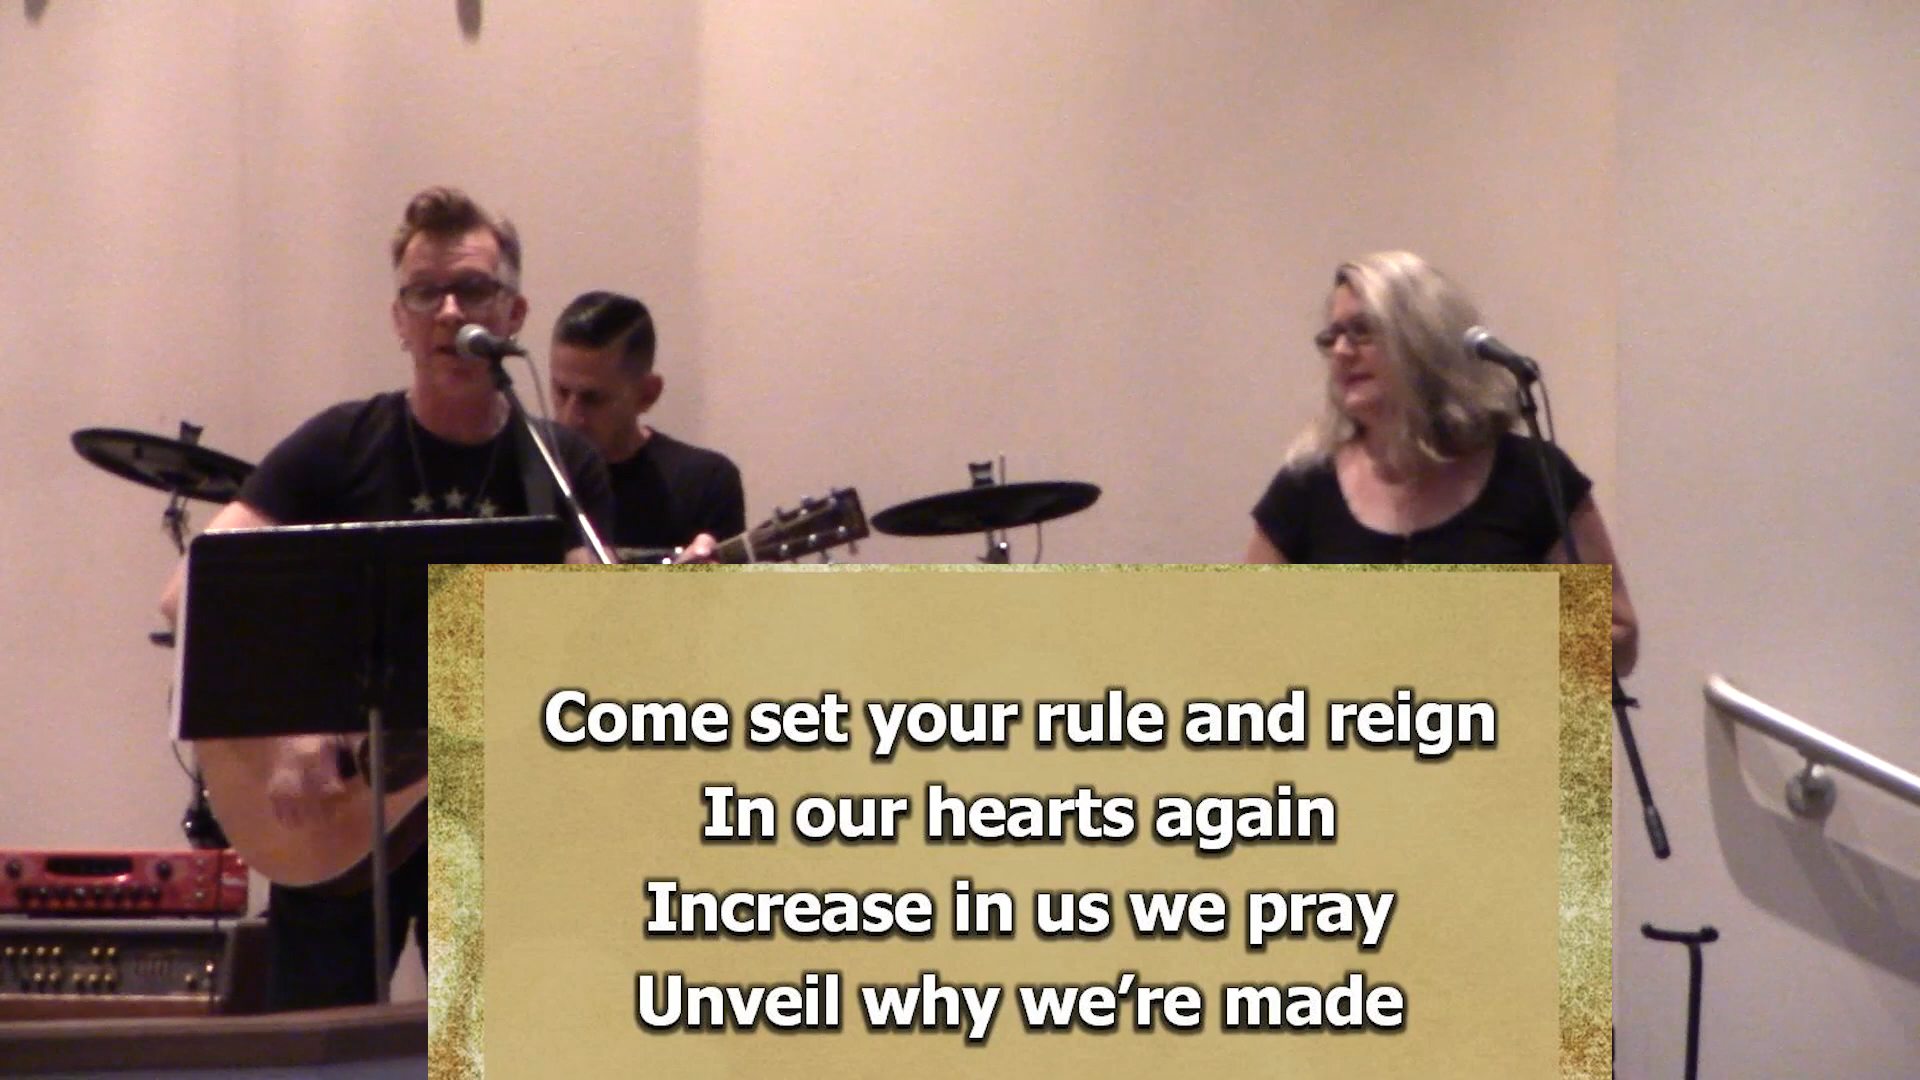 Come set your rule and reign
In our hearts again
Increase in us we pray
Unveil why we’re made